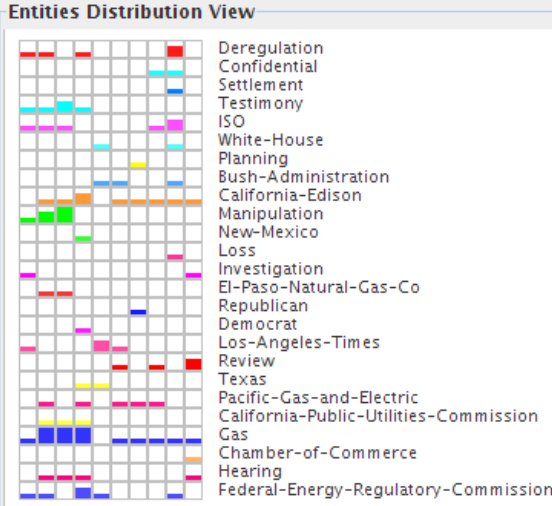 Entities Distribution View
Deregulation
Confidential
Settlement
Testimony
ISO
White-House
Planning
Bush-Administration
California-Edison
Manipulation
New-Mexico
Loss
Investigation
El-Paso-Natural-Gas-Co
Republican
Democrat
Los-Angeles-Times
Review
Texas
Pacific-Gas-and-Electric
California-Public-Utilities-Commission
Gas
Chamber-of-Commerce
Hearing
Federal-Energy-Regulatory-Commission